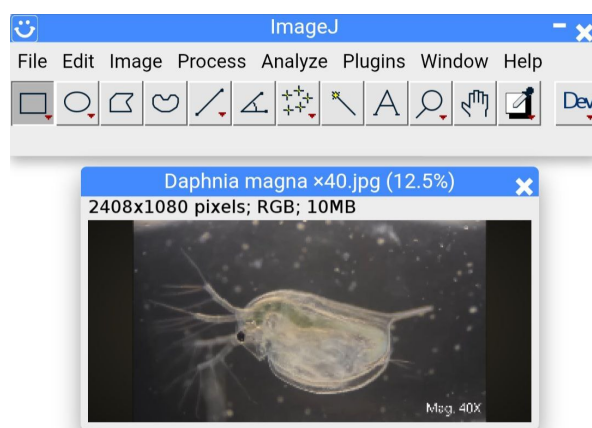 ImageJ
File Edit Image Process Analyze Plugins Window Help
Dev
Daphnia magna ×40.jpg (12.5%)
2408x1080 pixels; RGB; 10MB
Mag. 40X